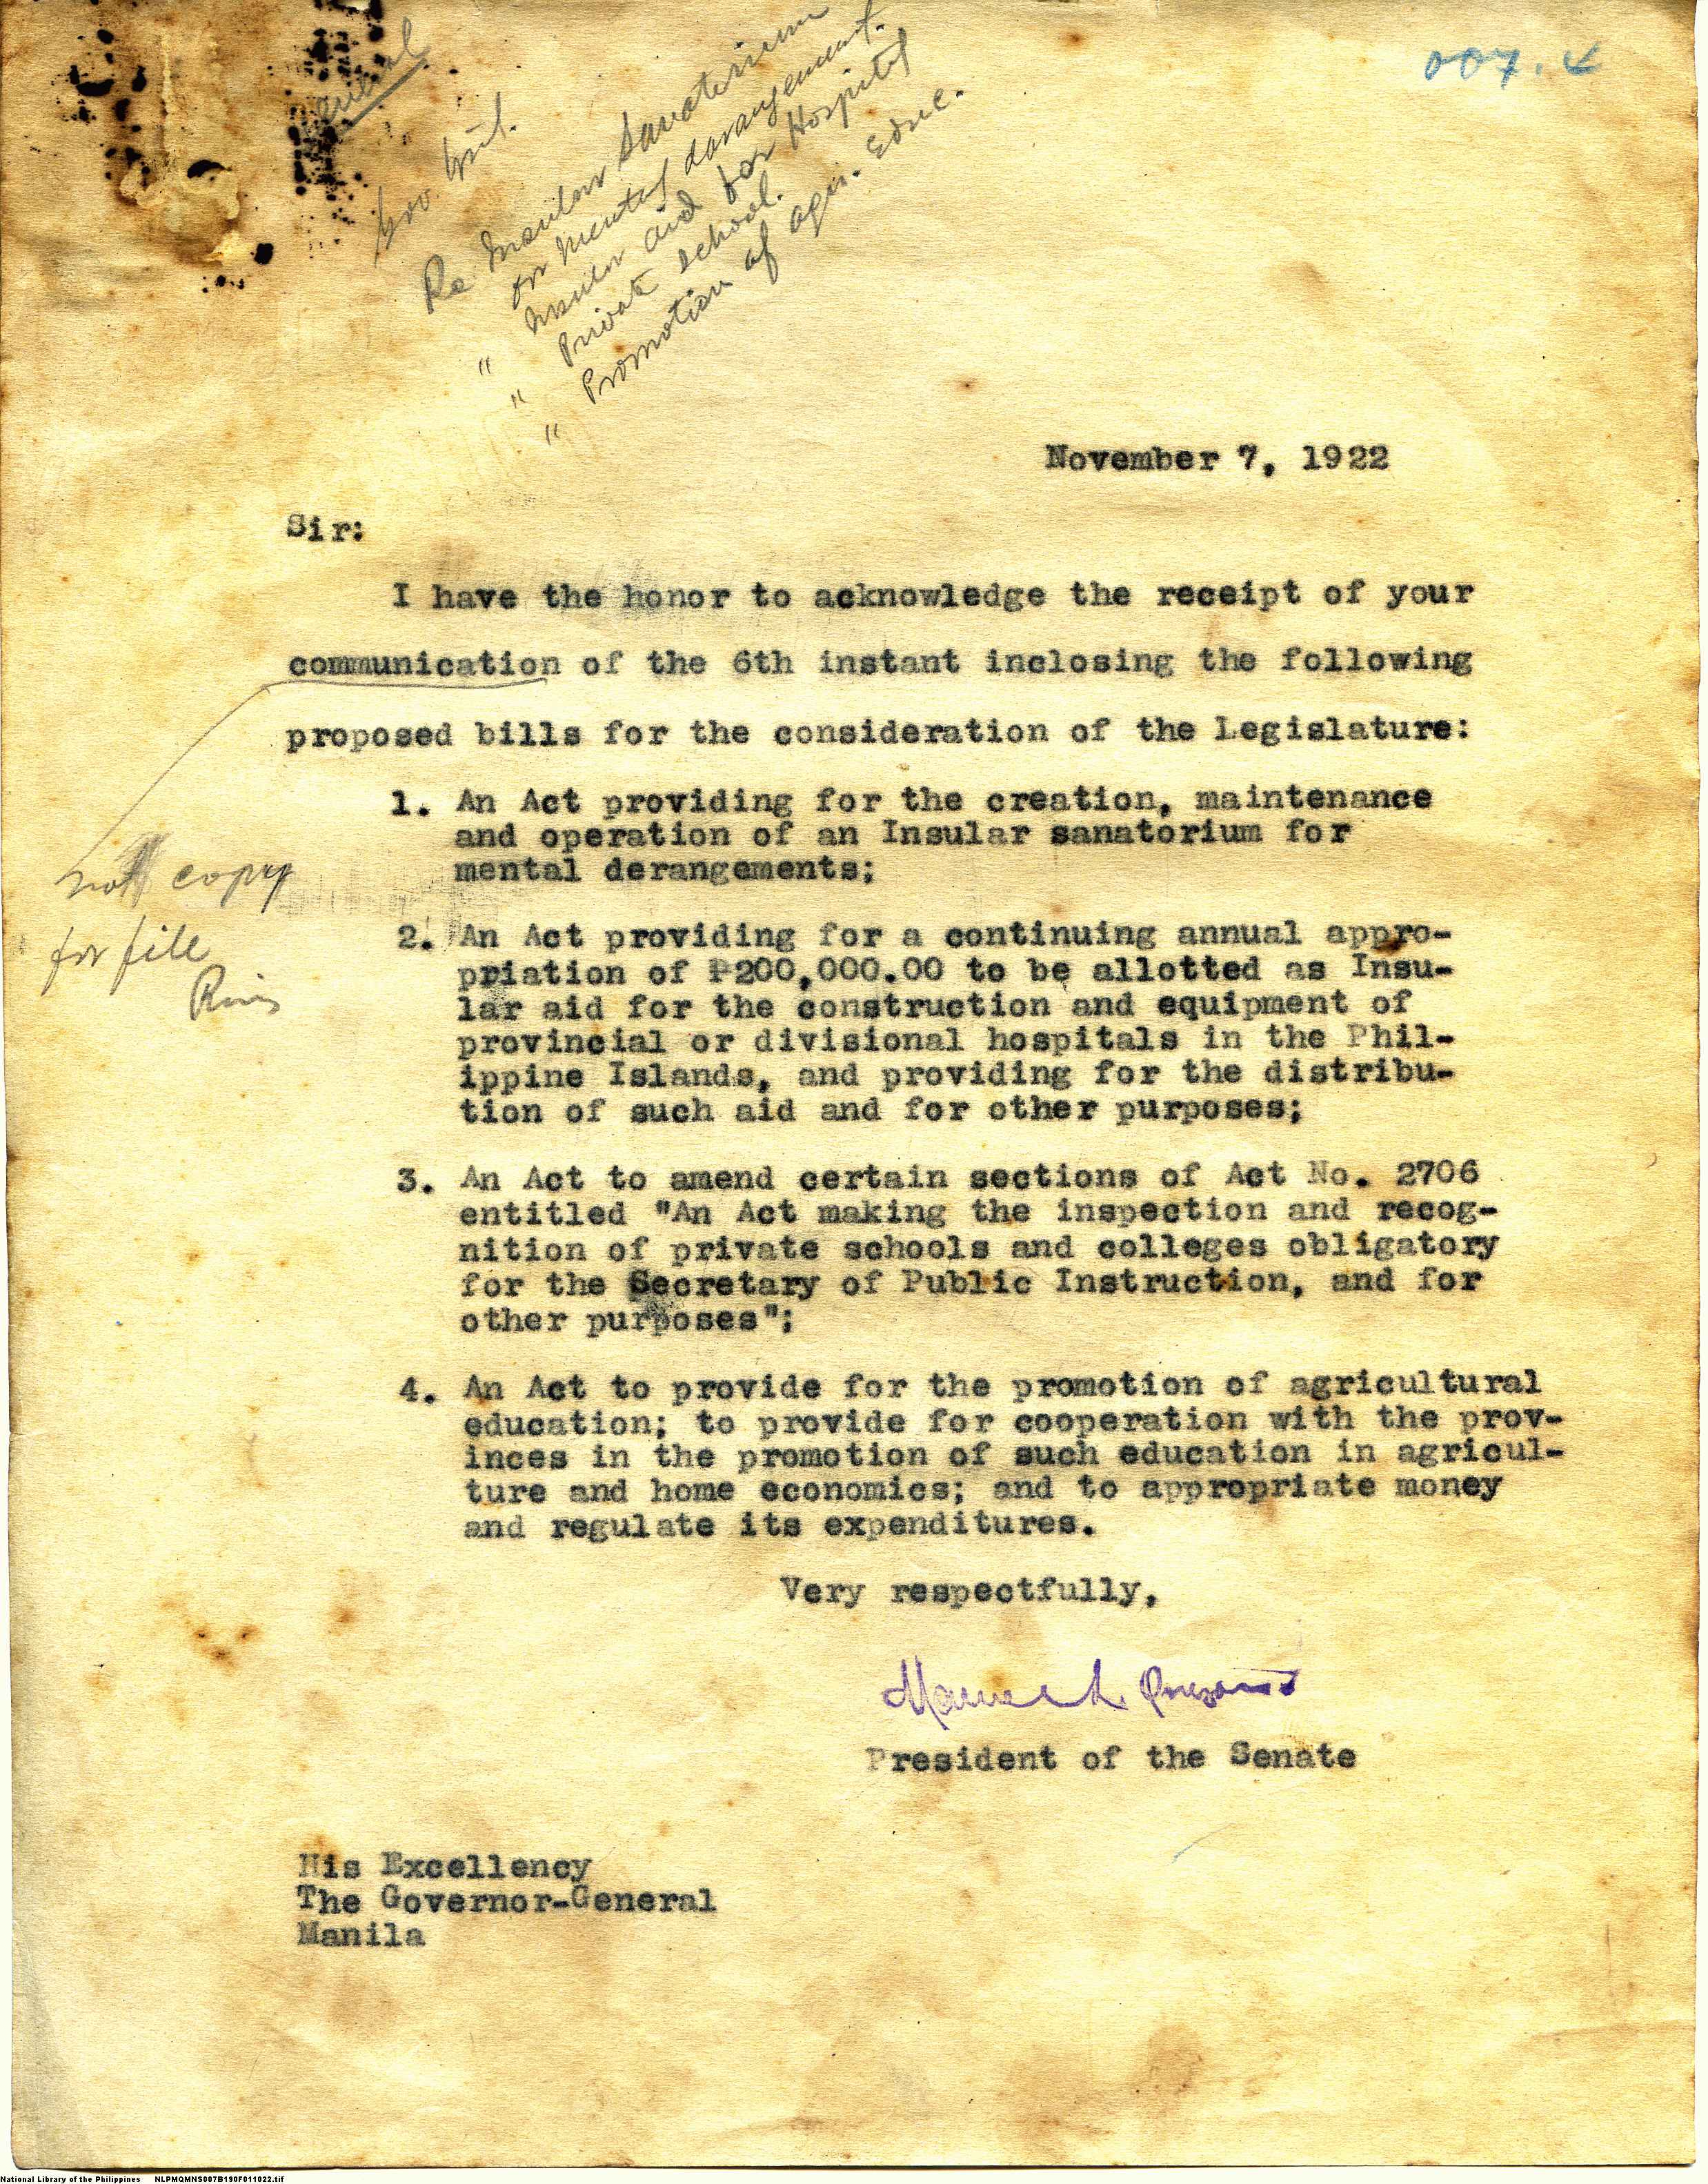 007.4
Gov. Genl.
Re Insular Sanatorium
on mental darangement.
" Insular aid for Hospital
" Private school.
" Promotion of agri. Educ.
November 7, 1922
Sir:
I have the honor to acknowledge the receipt of your
communication of the 6th instant inclosing the following
proposed bills for the consideration of the Legislature:
1. An Act providing for the creation, maintenance
and operation of an Insular sanatorium for
mental derangements;
not copy
for file
2. An Act providing for a continuing annual appro-
priation of ₱200,000.00 to be allotted as Insu-
lar aid for the construction and equipment of
provincial or divisional hospitals in the Phil-
ippine Islands, and providing for the distribu-
tion of such aid and for other purposes;
3. An Act to amend certain sections of Act No. 2706
entitled "An Act making the inspection and recog-
nition of private schools and colleges obligatory
for the Secretary of Public Instruction, and for
other purposes";
4. An Act to provide for the promotion of agricultural
education; to provide for cooperation with the prov-
inces in the promotion of such education in agricul-
ture and home economics; and to appropriate money
and regulate its expenditures.
Very respectfully,
Manuel L. Quezon
President of the Senate
His Excellency
The Governor-General
Manila
National Library of the Philippines NLPMQMNS007B190F011022.tif